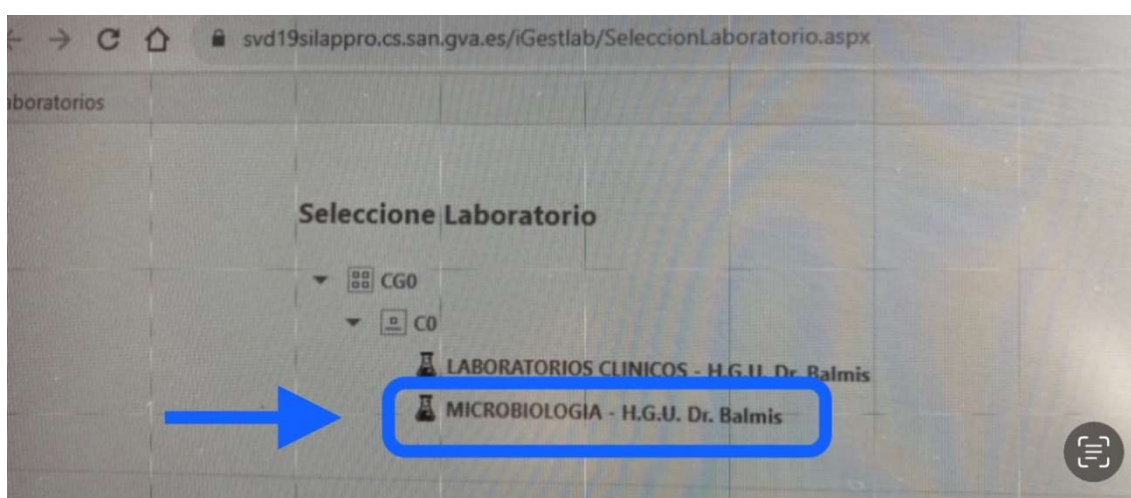 svd19silappro.cs.san.gva.es/iGestlab/SeleccionLaboratorio.aspx
aboratorios
Seleccione Laboratorio
CG0
C0
LABORATORIOS CLINICOS - H.G.U. Dr. Balmis
MICROBIOLOGIA - H.G.U. Dr. Balmis